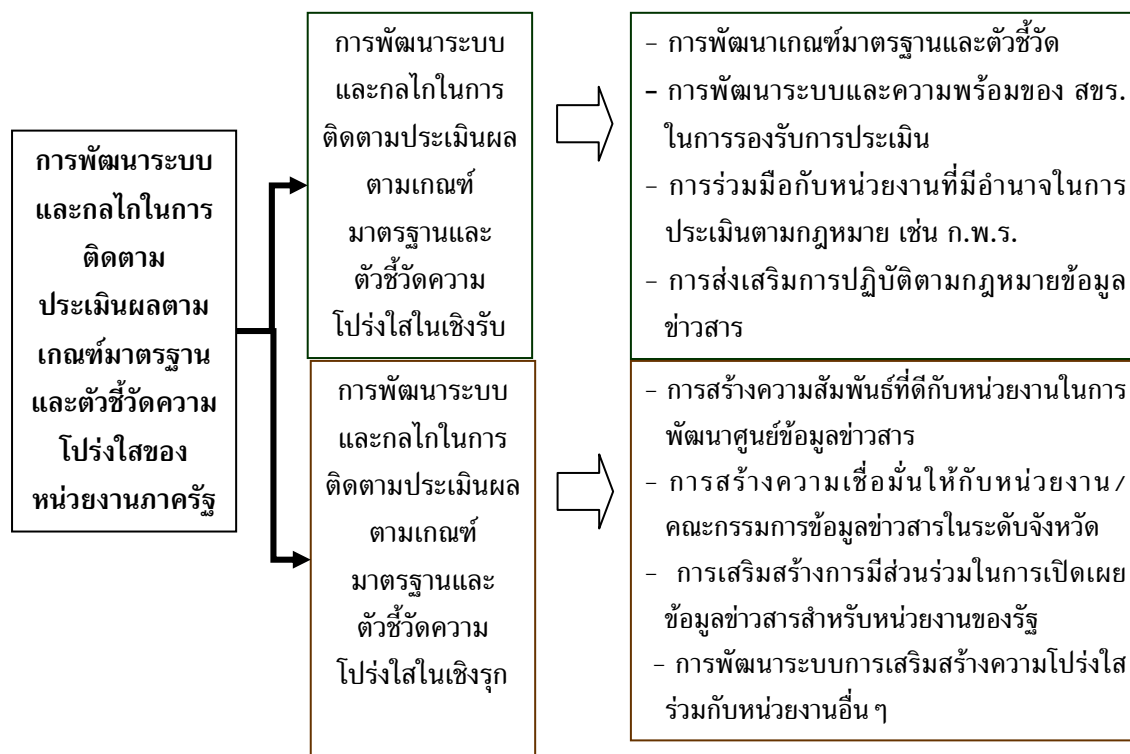 การพัฒนาระบบ
และกลไกในการ
ติดตาม
ประเมินผลตาม
เกณฑ์มาตรฐาน
และตัวชี้วัดความ
โปร่งใสของ
หน่วยงานภาครัฐ
การพัฒนาระบบ
และกลไกในการ
ติดตามประเมินผล
ตามเกณฑ์
มาตรฐานและ
ตัวชี้วัดความ
โปร่งใสในเชิงรับ
- การพัฒนาเกณฑ์มาตรฐานและตัวชี้วัด
- การพัฒนาระบบและความพร้อมของ สขร.
ในการรองรับการประเมิน
- การร่วมมือกับหน่วยงานที่มีอำนาจในการ
ประเมินตามกฎหมาย เช่น ก.พ.ร.
- การส่งเสริมการปฏิบัติตามกฎหมายข้อมูล
ข่าวสาร
การพัฒนาระบบ
และกลไกในการ
ติดตามประเมินผล
ตามเกณฑ์
มาตรฐานและ
ตัวชี้วัดความ
โปร่งใสในเชิงรุก
- การสร้างความสัมพันธ์ที่ดีกับหน่วยงานในการ
พัฒนาศูนย์ข้อมูลข่าวสาร
- การสร้างความเชื่อมั่นให้กับหน่วยงาน/
คณะกรรมการข้อมูลข่าวสารในระดับจังหวัด
- การเสริมสร้างการมีส่วนร่วมในการเปิดเผย
ข้อมูลข่าวสารสำหรับหน่วยงานของรัฐ
- การพัฒนาระบบการเสริมสร้างความโปร่งใส
ร่วมกับหน่วยงานอื่น ๆ